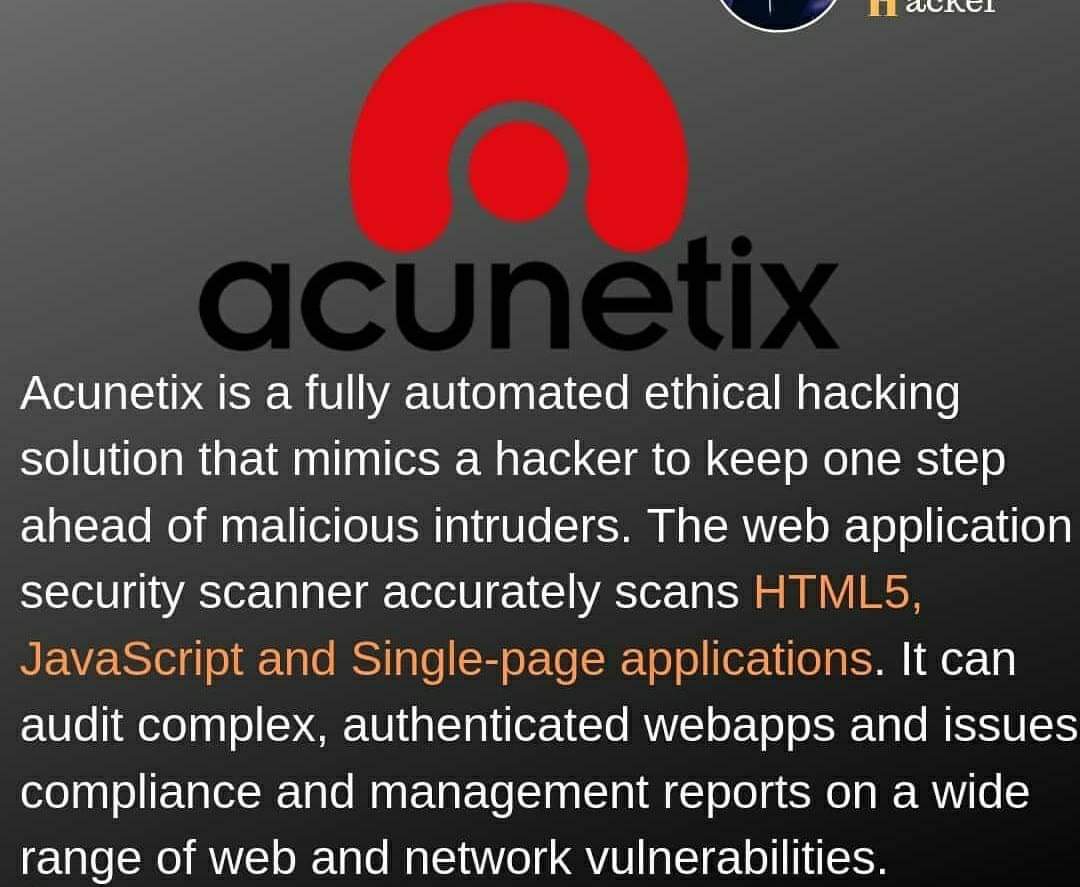 Hacker
acunetix
Acunetix is a fully automated ethical hacking
solution that mimics a hacker to keep one step
ahead of malicious intruders. The web application
security scanner accurately scans HTML5,
JavaScript and Single-page applications. It can
audit complex, authenticated webapps and issues
compliance and management reports on a wide
range of web and network vulnerabilities.